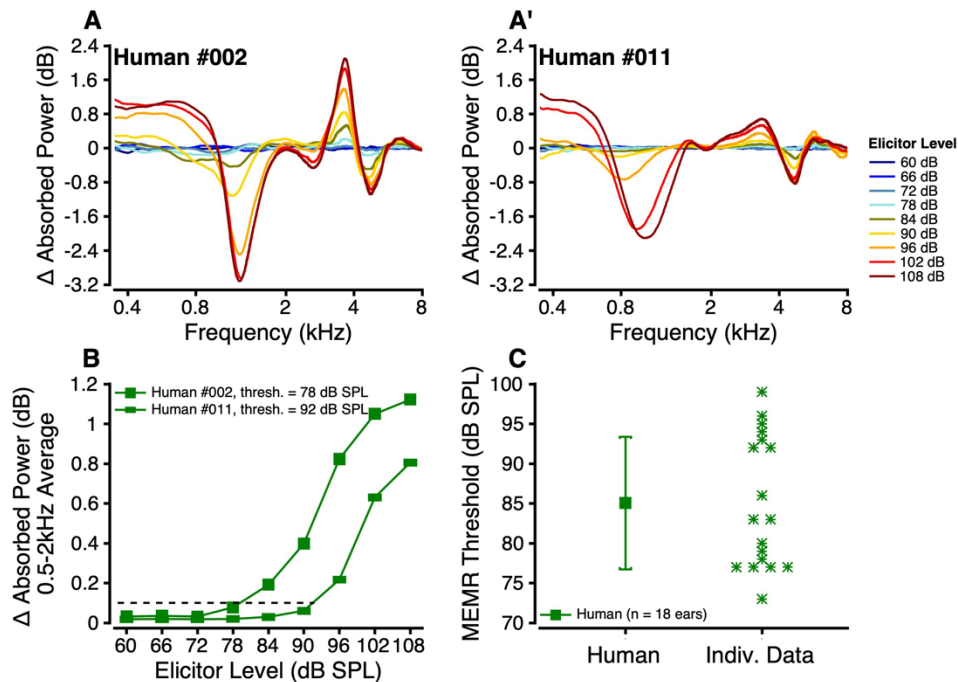 A
Human #002
Δ Absorbed Power (dB)
2.4
1.6
0.8
0
-0.8
-1.6
-2.4
-3.2
0.4 0.8 2 4 8
Frequency (kHz)
A'
Human #011
Δ Absorbed Power (dB)
2.4
1.6
0.8
0
-0.8
-1.6
-2.4
-3.2
0.4 0.8 2 4 8
Frequency (kHz)
Elicitor Level
60 dB
66 dB
72 dB
78 dB
84 dB
90 dB
96 dB
102 dB
108 dB
B
Δ Absorbed Power (dB)
0.5-2kHz Average
1.2
1
0.8
0.6
0.4
0.2
0
Human #002, thresh. = 78 dB SPL
Human #011, thresh. = 92 dB SPL
60 66 72 78 84 90 96 102 108
Elicitor Level (dB SPL)
C
MEMR Threshold (dB SPL)
100
95
90
85
80
75
70
Human (n = 18 ears)
Human Indiv. Data